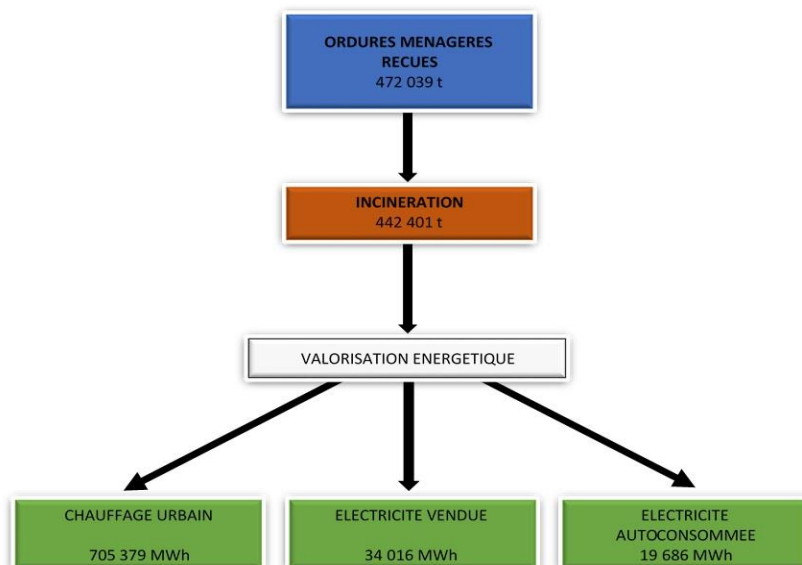 ORDURES MENAGERES
RECUES
472 039 t
INCINERATION
442 401 t
VALORISATION ENERGETIQUE
CHAUFFAGE URBAIN
705 379 MWh
ELECTRICITE VENDUE
34 016 MWh
ELECTRICITE
AUTOCONSOMMEE
19 686 MWh